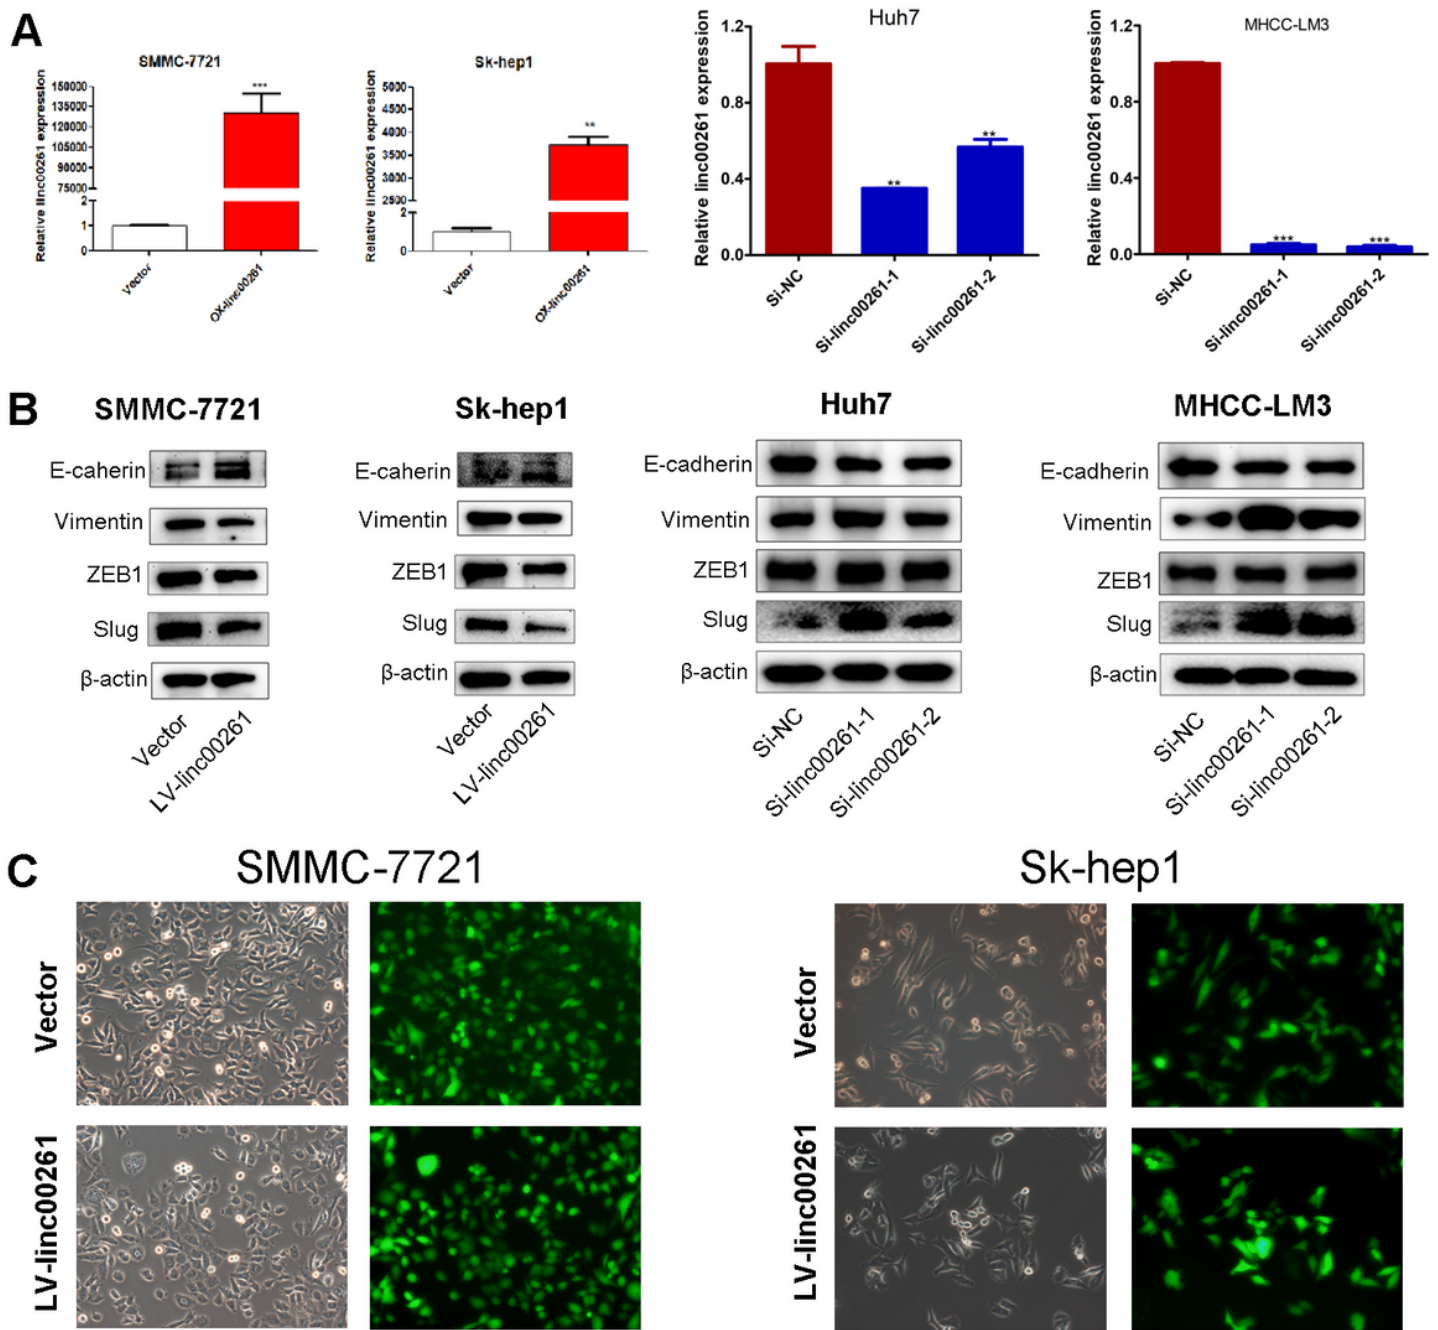 A
SMMC-7721
Relative linc00261 expression
150000
135000
120000
105000
90000
75000
2
1
0
***
Vector
OX-linc00261
Sk-hep1
Relative linc00261 expression
5000
4500
4000
3500
3000
2500
2
0
**
Vector
OX-linc00261
Huh7
Relative linc00261 expression
1.2
0.8
0.4
0.0
**
**
Si-NC
Si-linc00261-1
Si-linc00261-2
MHCC-LM3
Relative linc00261 expression
1.2
0.8
0.4
0.0
***
***
Si-NC
Si-linc00261-1
Si-linc00261-2
B
SMMC-7721
E-caherin
Vimentin
ZEB1
Slug
β-actin
Vector
LV-linc00261
Sk-hep1
E-caherin
Vimentin
ZEB1
Slug
β-actin
Vector
LV-linc00261
Huh7
E-cadherin
Vimentin
ZEB1
Slug
β-actin
Si-NC
Si-linc00261-1
Si-linc00261-2
MHCC-LM3
E-cadherin
Vimentin
ZEB1
Slug
β-actin
Si-NC
Si-linc00261-1
Si-linc00261-2
C
SMMC-7721
Vector
LV-linc00261
Sk-hep1
Vector
LV-linc00261